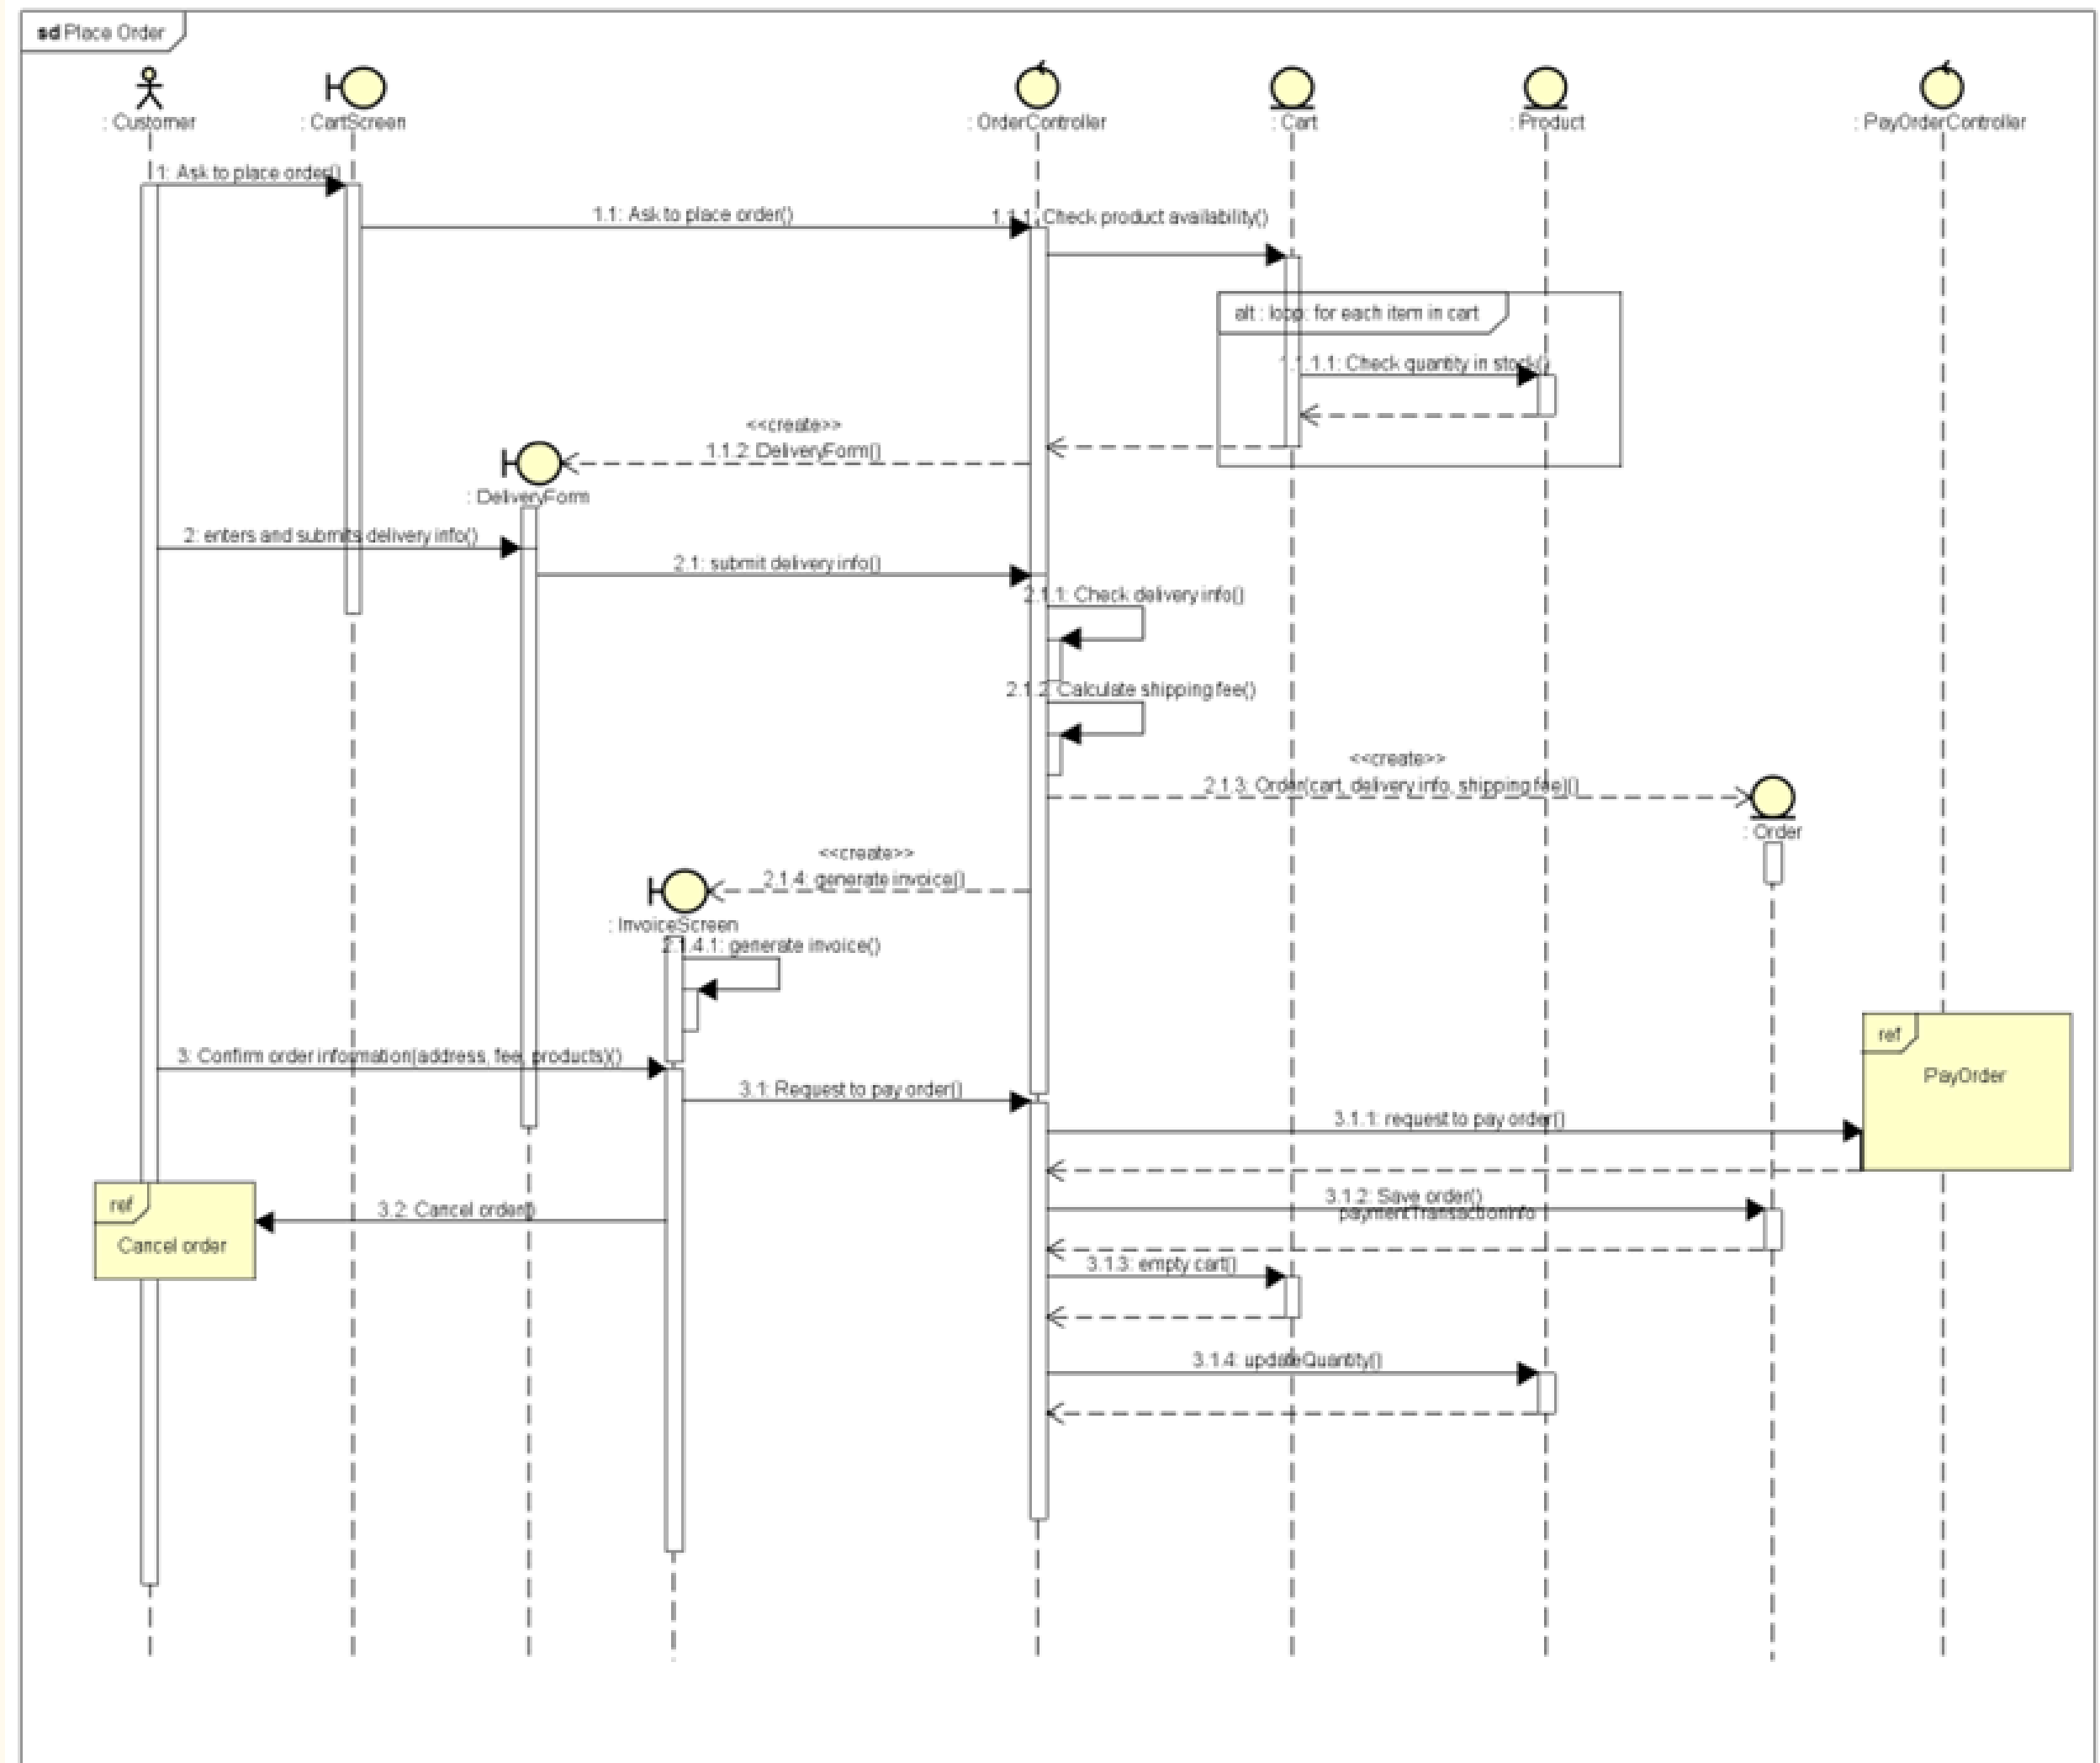 sd Place Order
: Customer
: CartScreen
: OrderController
: Cart
: Product
: PayOrderController
1: Ask to place order()
1.1: Ask to place order()
1.1.1: Check product availability()
alt : loop: for each item in cart
1.1.1.1: Check quantity in stock()
<<create>>
1.1.2: DeliveryForm()
: DeliveryForm
2: enters and submits delivery info()
2.1: submit delivery info()
2.1.1: Check delivery info()
2.1.2: Calculate shipping fee()
<<create>>
2.1.3: Order(cart, delivery info, shipping fee)()
: Order
<<create>>
2.1.4: generate invoice()
: InvoiceScreen
2.1.4.1: generate invoice()
ref
PayOrder
3: Confirm order information(address, fee, products)()
3.1: Request to pay order()
3.1.1: request to pay order()
ref
Cancel order
3.2: Cancel order()
3.1.2: Save order()
paymentTransactionInfo
3.1.3: empty cart()
3.1.4: updateQuantity()